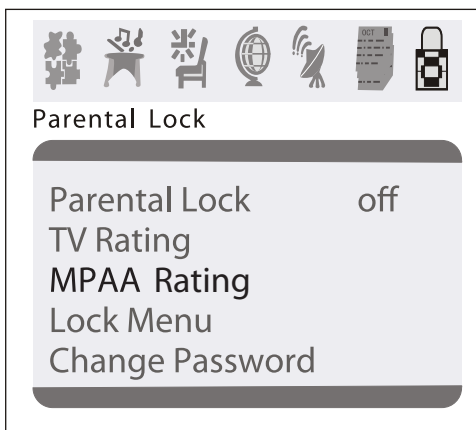 OCT
Parental Lock
Parental Lock off
TV Rating
MPAA Rating
Lock Menu
Change Password